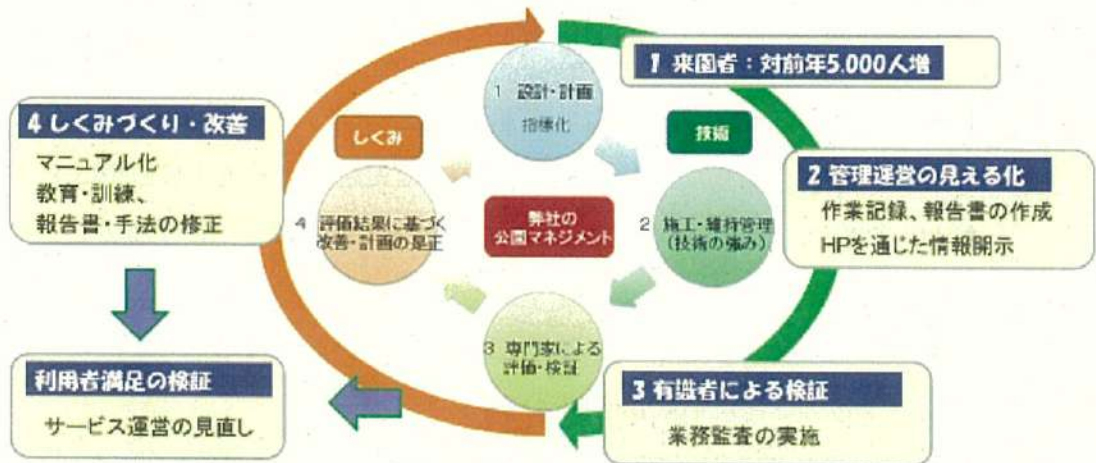 1 来園者：対前年5,000人増
1 設計・計画
指標化
4 しくみづくり・改善
マニュアル化
教育・訓練、
報告書・手法の修正
しくみ
技術
2 管理運営の見える化
作業記録、報告書の作成
HPを通じた情報開示
4 評価結果に基づく
改善・計画の是正
弊社の
公園マネジメント
2 施工・維持管理
（技術の強み）
3 専門家による
評価・検証
利用者満足の検証
サービス運営の見直し
3 有識者による検証
業務監査の実施